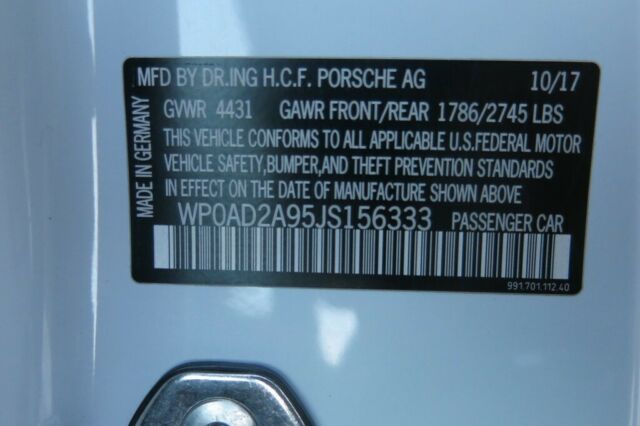 MFD BY DR.ING H.C.F. PORSCHE AG 10/17
GVWR 4431 GAWR FRONT/REAR 1786/2745 LBS
THIS VEHICLE CONFORMS TO ALL APPLICABLE U.S.FEDERAL MOTOR
VEHICLE SAFETY,BUMPER,AND THEFT PREVENTION STANDARDS
IN EFFECT ON THE DATE OF MANUFACTURE SHOWN ABOVE
WP0AD2A95JS156333 PASSENGER CAR
991.701.112.40
MADE IN GERMANY